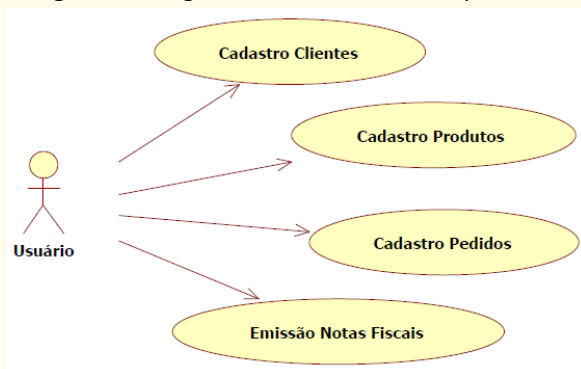 Cadastro Clientes
Cadastro Produtos
Usuário
Cadastro Pedidos
Emissão Notas Fiscais